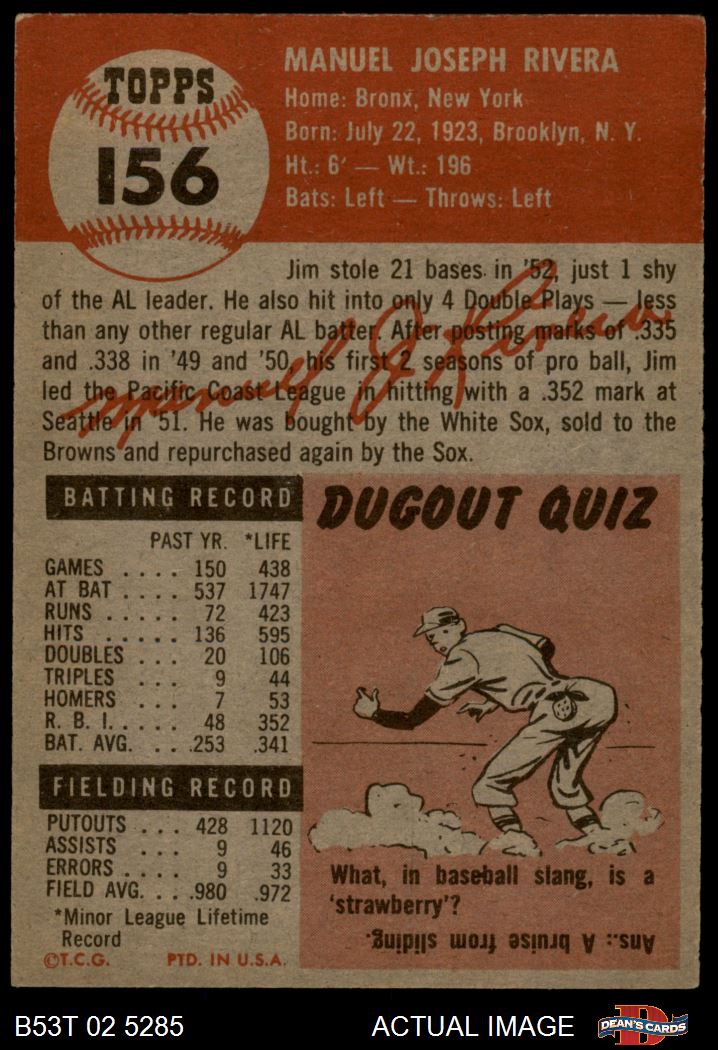 TOPPS
156
MANUEL JOSEPH RIVERA
Home: Bronx, New York
Born: July 22, 1923, Brooklyn, N. Y.
Ht.: 6' — Wt.: 196
Bats: Left — Throws: Left
Jim stole 21 bases in '52, just 1 shy
of the AL leader. He also hit into only 4 Double Plays — less
than any other regular AL batter. After posting marks of .335
and .338 in '49 and '50, his first 2 seasons of pro ball, Jim
led the Pacific Coast League in hitting with a .352 mark at
Seattle in '51. He was bought by the White Sox, sold to the
Browns and repurchased again by the Sox.
Manuel J. Rivera
BATTING RECORD
PAST YR. *LIFE
GAMES .... 150 438
AT BAT .... 537 1747
RUNS ..... 72 423
HITS ..... 136 595
DOUBLES ... 20 106
TRIPLES ... 9 44
HOMERS ... 7 53
R. B. I. .... 48 352
BAT. AVG. .. .253 .341
FIELDING RECORD
PUTOUTS ... 428 1120
ASSISTS ... 9 46
ERRORS .... 9 33
FIELD AVG. .. .980 .972
*Minor League Lifetime
Record
©T.C.G. PTD. IN U.S.A.
DUGOUT QUIZ
What, in baseball slang, is a
'strawberry'?
Ans.: A bruise from sliding.
B53T 02 5285 ACTUAL IMAGE
DEAN'S CARDS